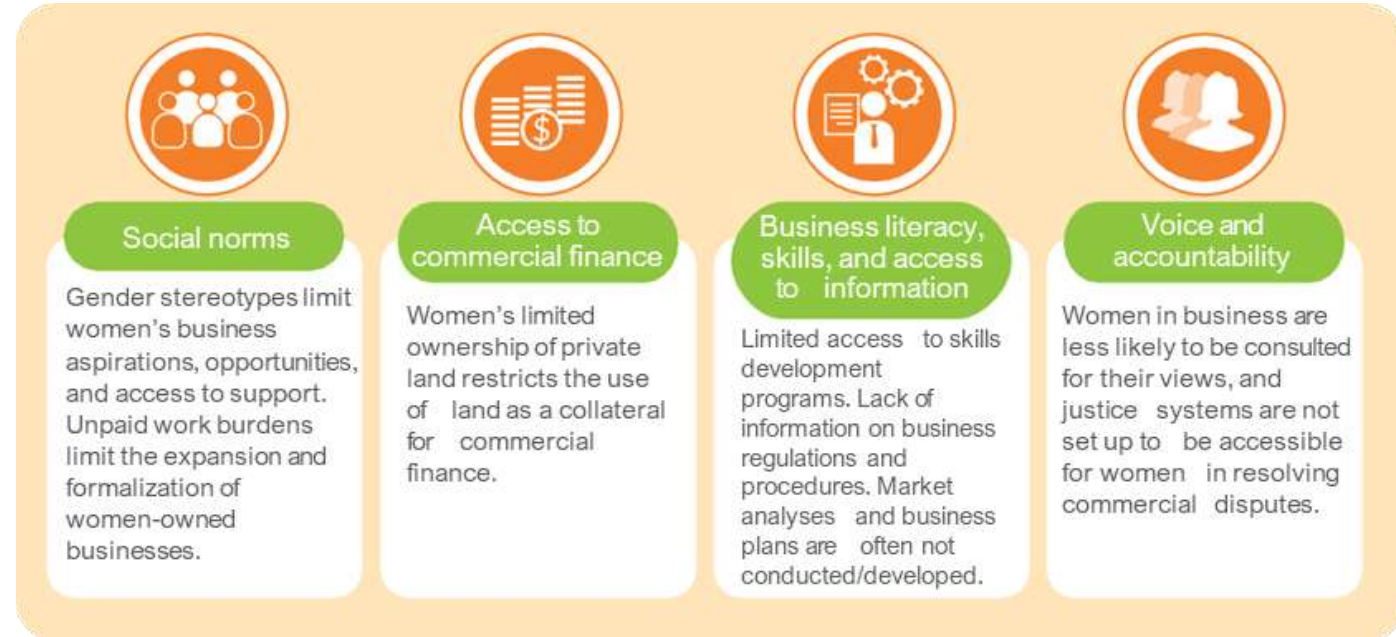 Social norms
Gender stereotypes limit
women's business
aspirations, opportunities,
and access to support.
Unpaid work burdens
limit the expansion and
formalization of
women-owned
businesses.
Access to
commercial finance
Women's limited
ownership of private
land restricts the use
of land as a collateral
for commercial
finance.
Business literacy,
skills, and access
to information
Limited access to skills
development
programs. Lack of
information on business
regulations and
procedures. Market
analyses and business
plans are often not
conducted/developed.
Voice and
accountability
Women in business are
less likely to be consulted
for their views, and
justice systems are not
set up to be accessible
for women in resolving
commercial disputes.